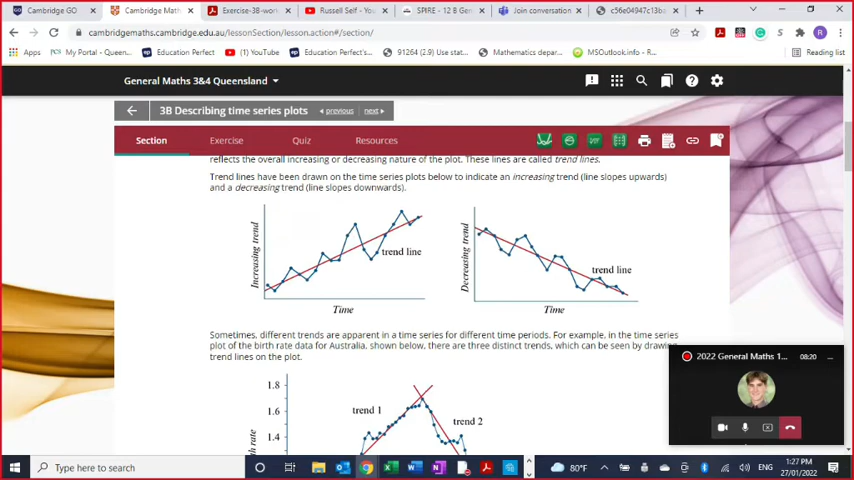 Cambridge GO
Cambridge Math
Exercise-3B-work
Russell Self - You
SPIRE - 12 B Gen
Join conversation
c56e04947c13ba
cambridgemaths.cambridge.edu.au/lessonSection/lesson.action#/section/
Apps
My Portal - Queen...
Education Perfect
(1) YouTube
Education Perfect's...
91264 (2.9) Use stat...
Mathematics depar...
MSOutlook.info - R...
Reading list
General Maths 3&4 Queensland
3B Describing time series plots
previous
next
Section
Exercise
Quiz
Resources
reflects the overall increasing or decreasing nature of the plot. These lines are called trend lines.
Trend lines have been drawn on the time series plots below to indicate an increasing trend (line slopes upwards)
and a decreasing trend (line slopes downwards).
Increasing trend
trend line
Time
Decreasing trend
trend line
Time
Sometimes, different trends are apparent in a time series for different time periods. For example, in the time series
plot of the birth rate data for Australia, shown below, there are three distinct trends, which can be seen by drawing
trend lines on the plot.
1.8
1.6
1.4
trend 1
trend 2
2022 General Maths 1...
08:20
...
Type here to search
80°F
ENG
1:27 PM
27/01/2022